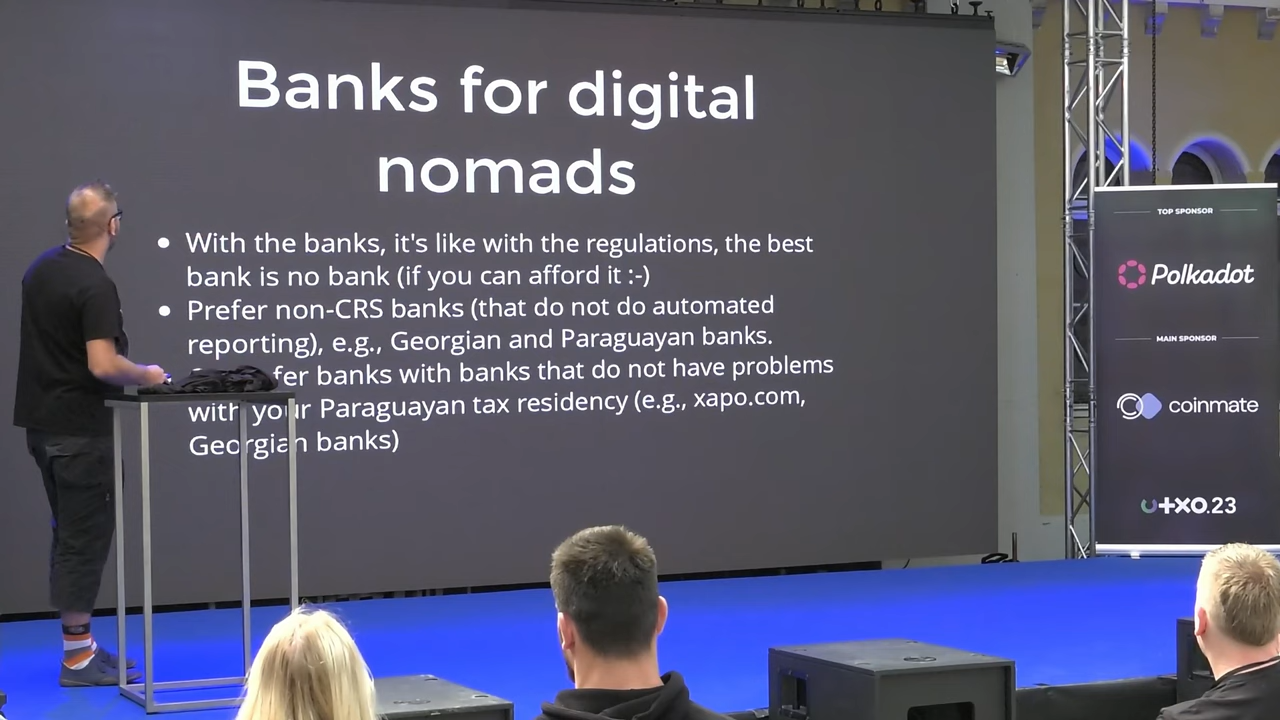 Banks for digital
nomads
With the banks, it's like with the regulations, the best
bank is no bank (if you can afford it :-)
Prefer non-CRS banks (that do not do automated
reporting), e.g., Georgian and Paraguayan banks.
banks with banks that do not have problems
with your Paraguayan tax residency (e.g., xapo.com,
Georgian banks)
TOP SPONSOR
Polkadot
MAIN SPONSOR
coinmate
utxo.23